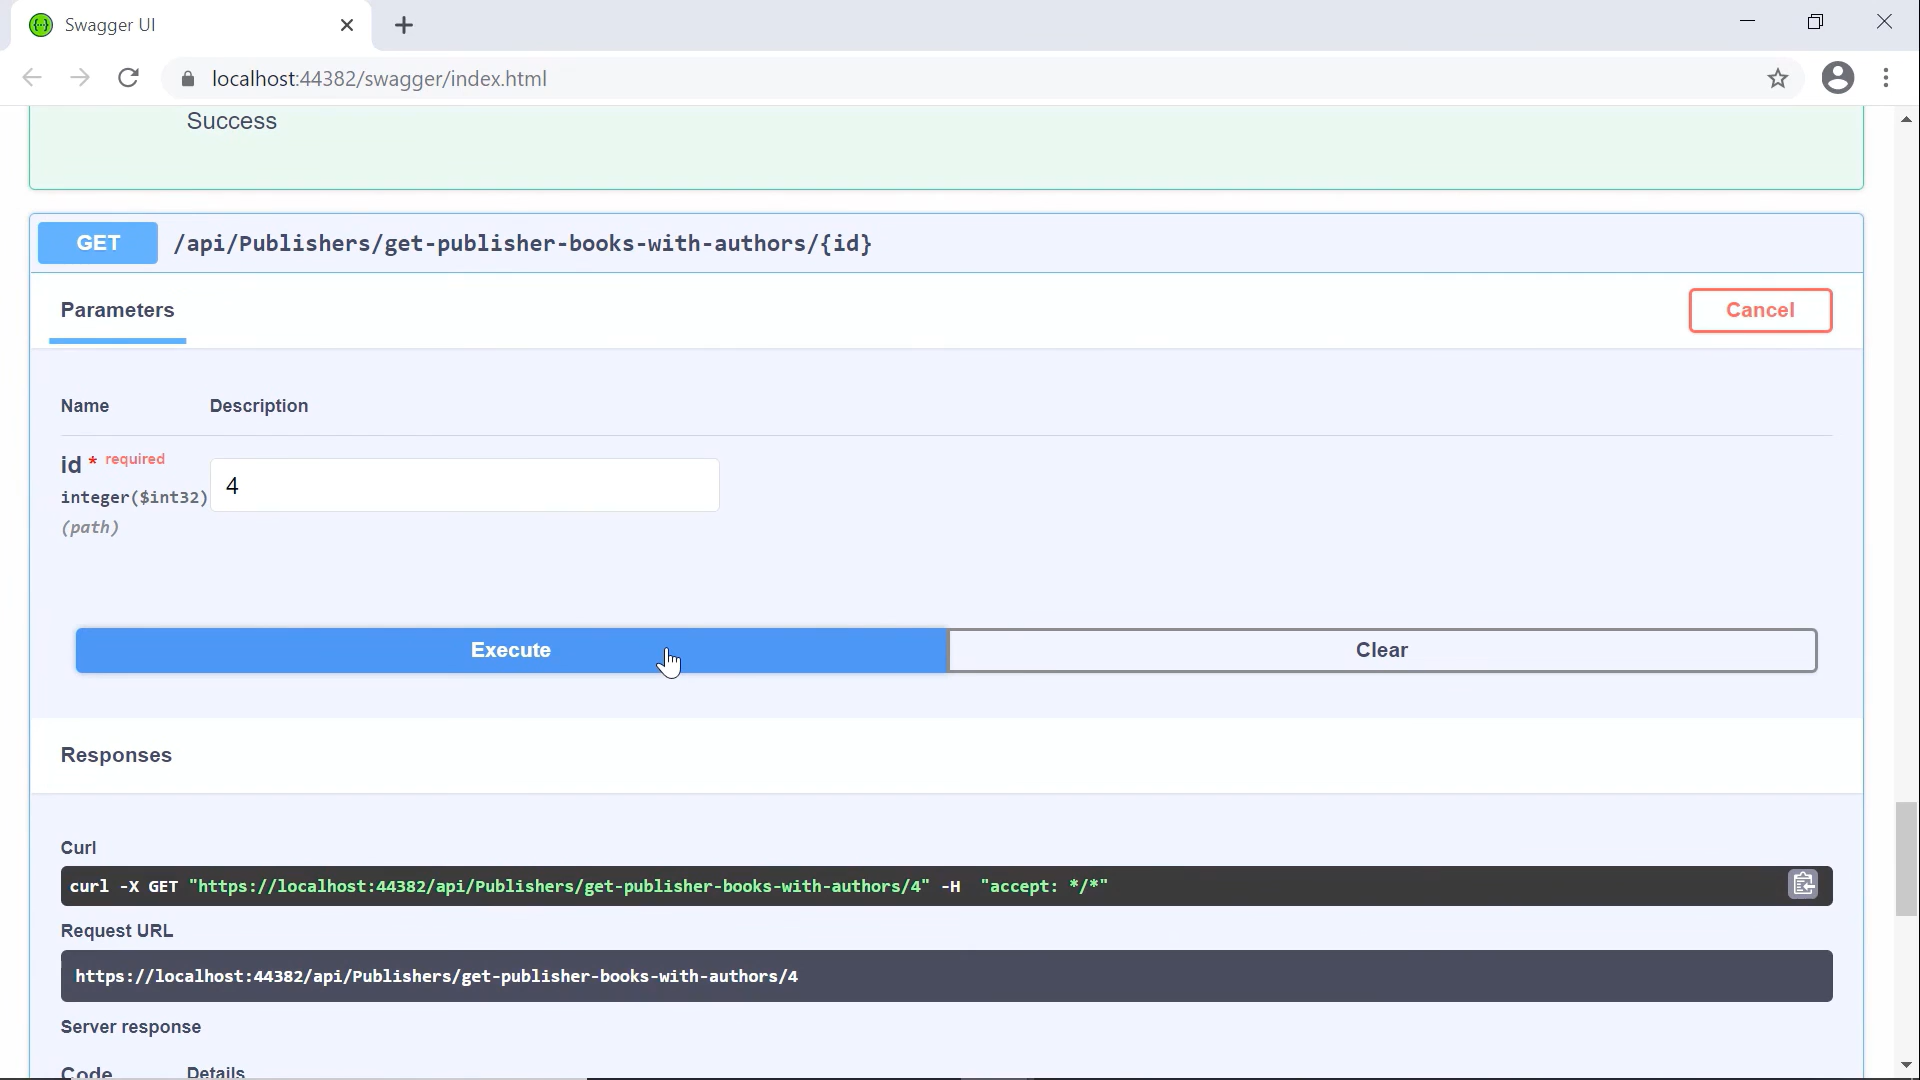 Swagger UI
localhost:44382/swagger/index.html
Success
GET /api/Publishers/get-publisher-books-with-authors/{id}
Parameters
Cancel
Name Description
id * required
4
integer($int32)
(path)
Execute
Clear
Responses
Curl
curl -X GET "https://localhost:44382/api/Publishers/get-publisher-books-with-authors/4" -H  "accept: */*"
Request URL
https://localhost:44382/api/Publishers/get-publisher-books-with-authors/4
Server response
Code Details